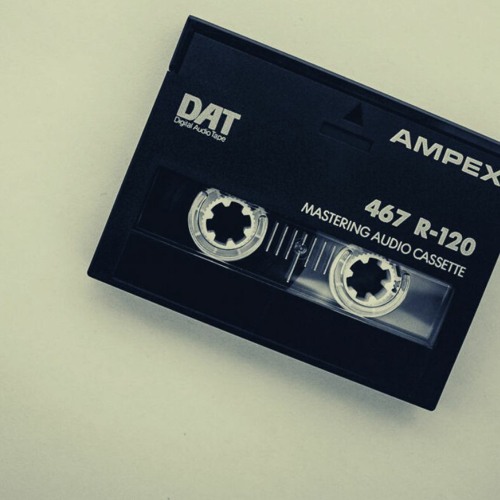 DAT
Digital Audio Tape
AMPEX
467 R-120
MASTERING AUDIO CASSETTE